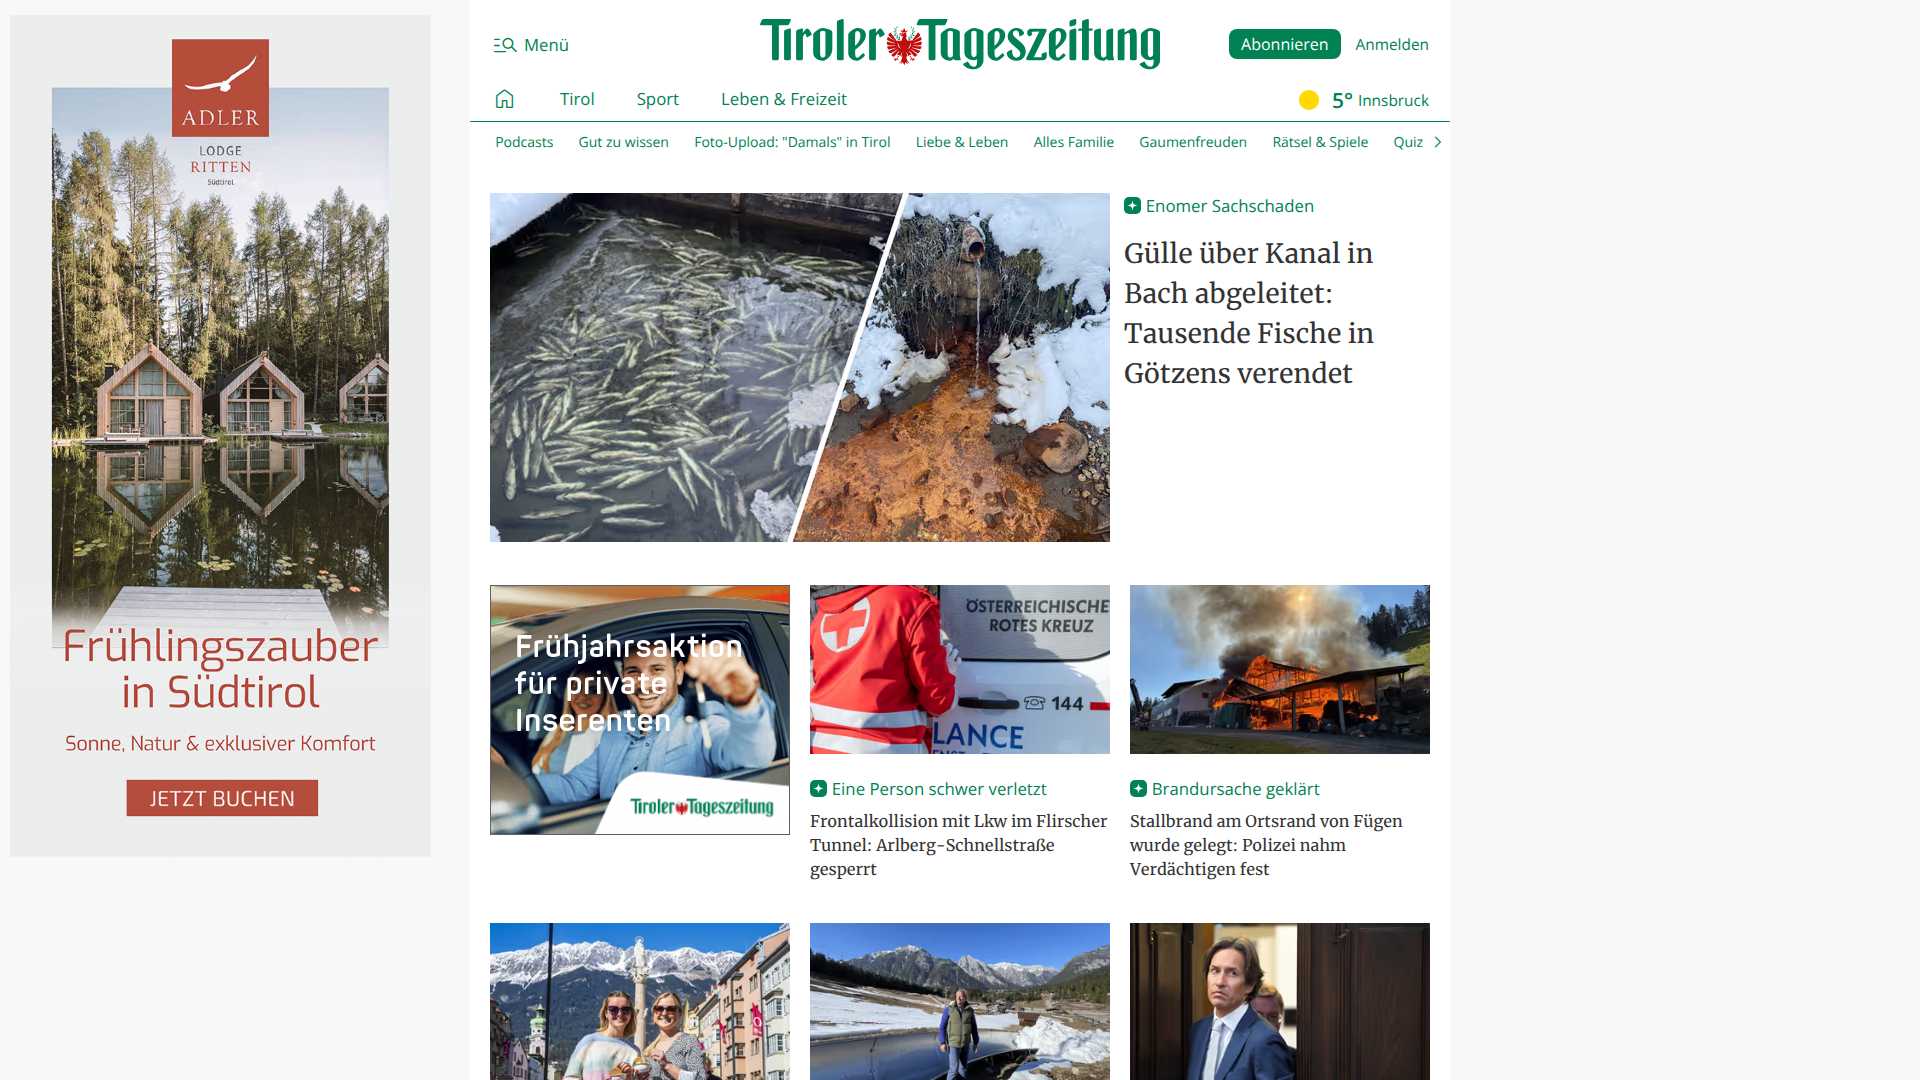 ADLER
LODGE
RITTEN
Südtirol
Frühlingszauber
in Südtirol
Sonne, Natur & exklusiver Komfort
JETZT BUCHEN
Menü
Tiroler Tageszeitung
Abonnieren
Anmelden
Tirol
Sport
Leben & Freizeit
5° Innsbruck
Podcasts
Gut zu wissen
Foto-Upload: "Damals" in Tirol
Liebe & Leben
Alles Familie
Gaumenfreuden
Rätsel & Spiele
Quiz
Enomer Sachschaden
Gülle über Kanal in
Bach abgeleitet:
Tausende Fische in
Götzens verendet
Frühjahrsaktion
für private
Inserenten
Tiroler Tageszeitung
ÖSTERREICHISCHE
ROTES KREUZ
144
LANCE
Eine Person schwer verletzt
Frontalkollision mit Lkw im Flirscher
Tunnel: Arlberg-Schnellstraße
gesperrt
Brandursache geklärt
Stallbrand am Ortsrand von Fügen
wurde gelegt: Polizei nahm
Verdächtigen fest